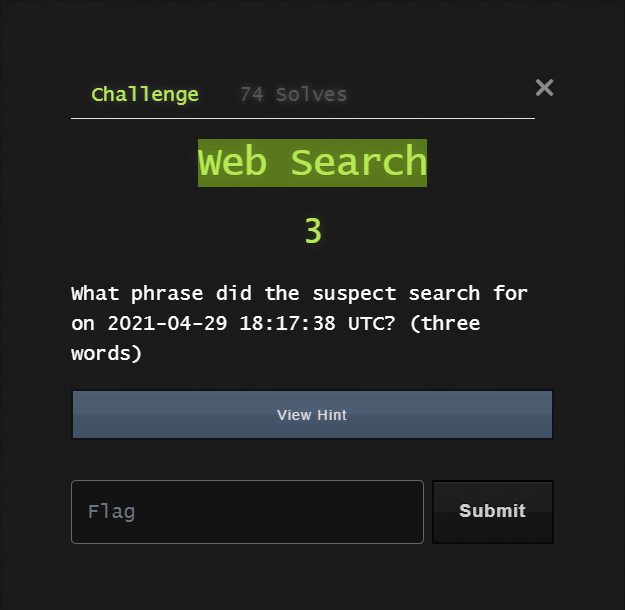 Challenge 74 Solves ×
Web Search
3
What phrase did the suspect search for
on 2021-04-29 18:17:38 UTC? (three
words)
View Hint
Flag Submit